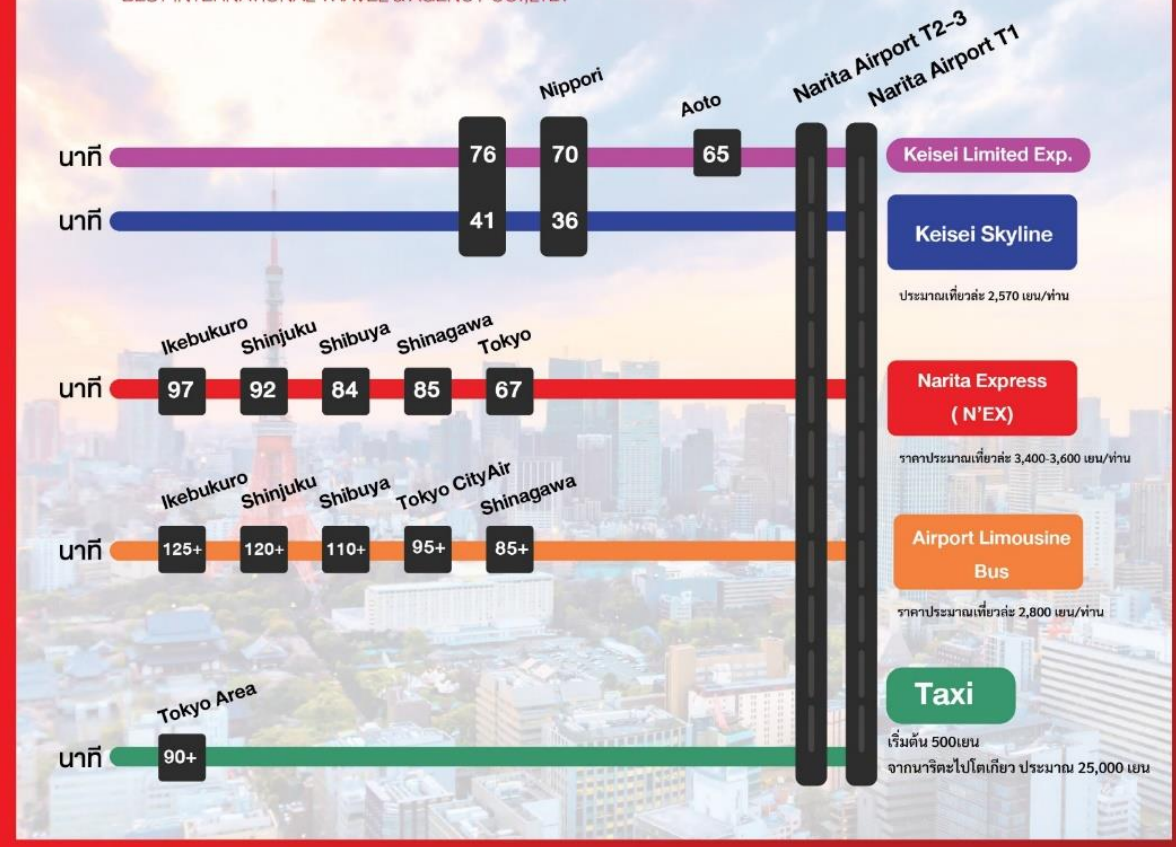 Narita Airport T2-3
Narita Airport T1
Nippori
Aoto
นาที
76
70
65
Keisei Limited Exp.
นาที
41
36
Keisei Skyline
ประมาณเที่ยวล่ะ 2,570 เยน/ท่าน
Ikebukuro
Shinjuku
Shibuya
Shinagawa
Tokyo
นาที
97
92
84
85
67
Narita Express
( N'EX)
ราคาประมาณเที่ยวล่ะ 3,400-3,600 เยน/ท่าน
Ikebukuro
Shinjuku
Shibuya
Tokyo CityAir
Shinagawa
นาที
125+
120+
110+
95+
85+
Airport Limousine
Bus
ราคาประมาณเที่ยวละ 2,800 เยน/ท่าน
Tokyo Area
นาที
90+
Taxi
เริ่มต้น 500เยน
จากนาริตะไปโตเกียว ประมาณ 25,000 เยน